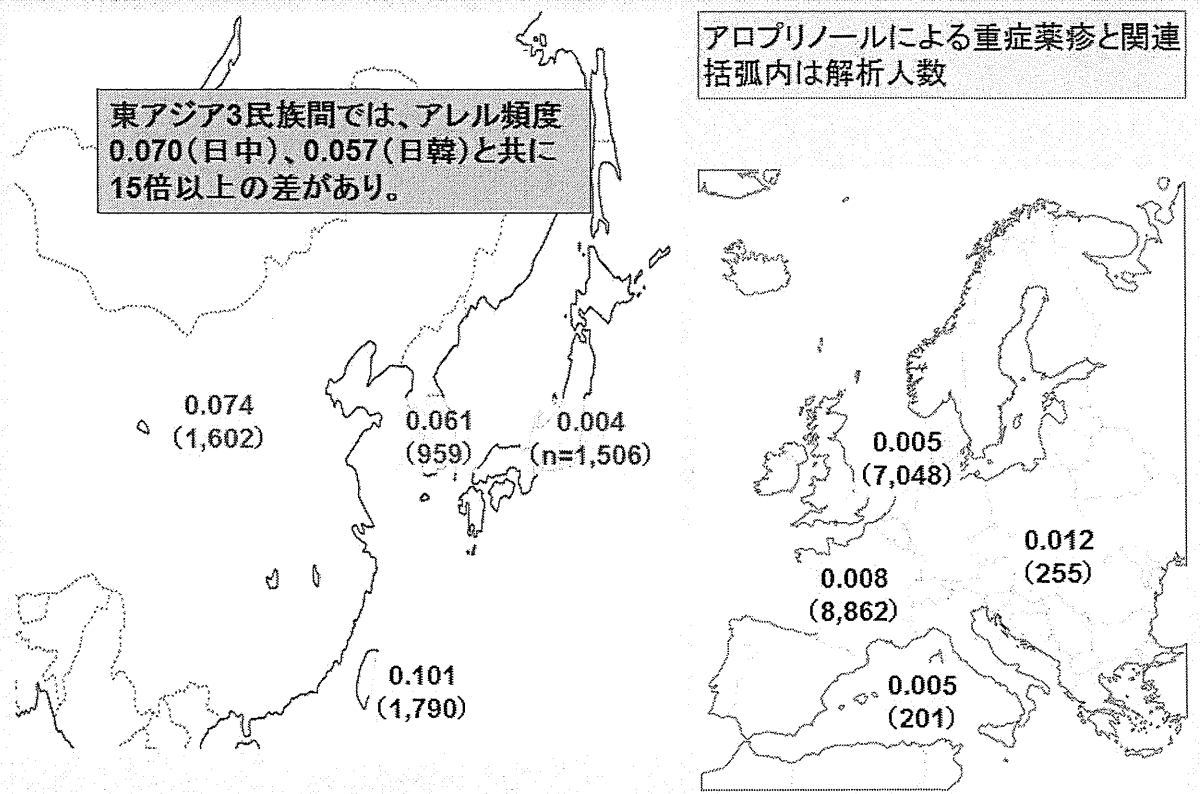 アロプリノールによる重症薬疹と関連
括弧内は解析人数
東アジア3民族間では、アレル頻度
0.070(日中)、0.057(日韓)と共に
15倍以上の差があり。
0.074
(1,602)
0.061
(959)
0.004
(n=1,506)
0.101
(1,790)
0.005
(7,048)
0.012
(255)
0.008
(8,862)
0.005
(201)